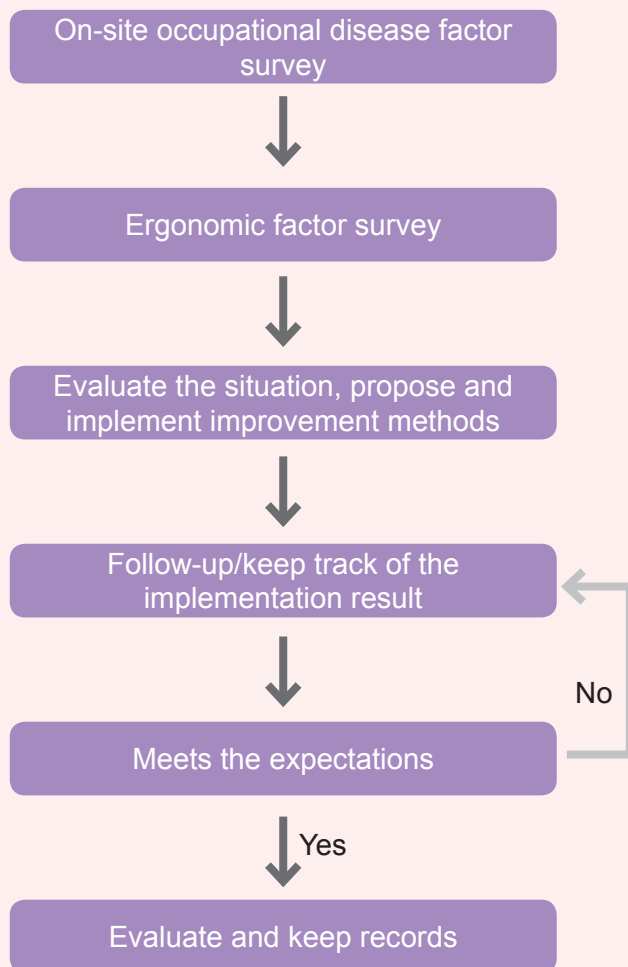 On-site occupational disease factor
survey
Ergonomic factor survey
Evaluate the situation, propose and
implement improvement methods
Follow-up/keep track of the
implementation result
No
Meets the expectations
Yes
Evaluate and keep records